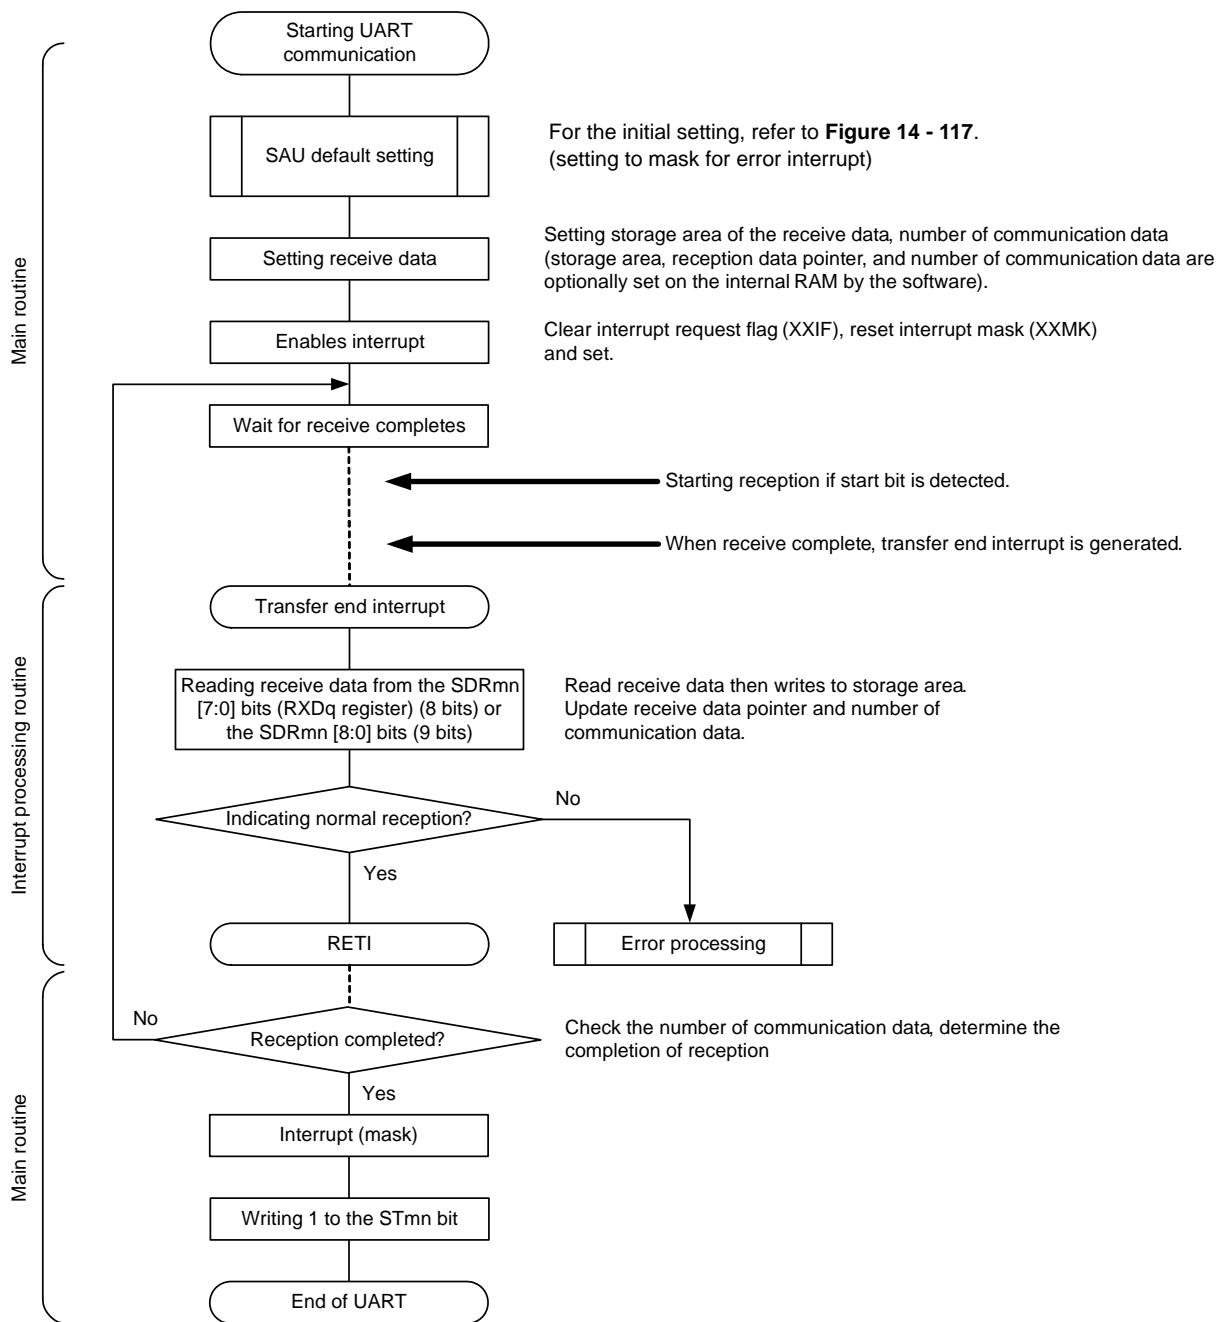 Starting UART
communication
SAU default setting
For the initial setting, refer to Figure 14 - 117.
(setting to mask for error interrupt)
Main routine
Setting receive data
Setting storage area of the receive data, number of communication data
(storage area, reception data pointer, and number of communication data are
optionally set on the internal RAM by the software).
Enables interrupt
Clear interrupt request flag (XXIF), reset interrupt mask (XXMK)
and set.
Wait for receive completes
Starting reception if start bit is detected.
When receive complete, transfer end interrupt is generated.
Transfer end interrupt
Interrupt processing routine
Reading receive data from the SDRmn
[7:0] bits (RXDq register) (8 bits) or
the SDRmn [8:0] bits (9 bits)
Read receive data then writes to storage area.
Update receive data pointer and number of
communication data.
Indicating normal reception?
No
Yes
RETI
Error processing
No
Reception completed?
Check the number of communication data, determine the
completion of reception
Yes
Main routine
Interrupt (mask)
Writing 1 to the STmn bit
End of UART